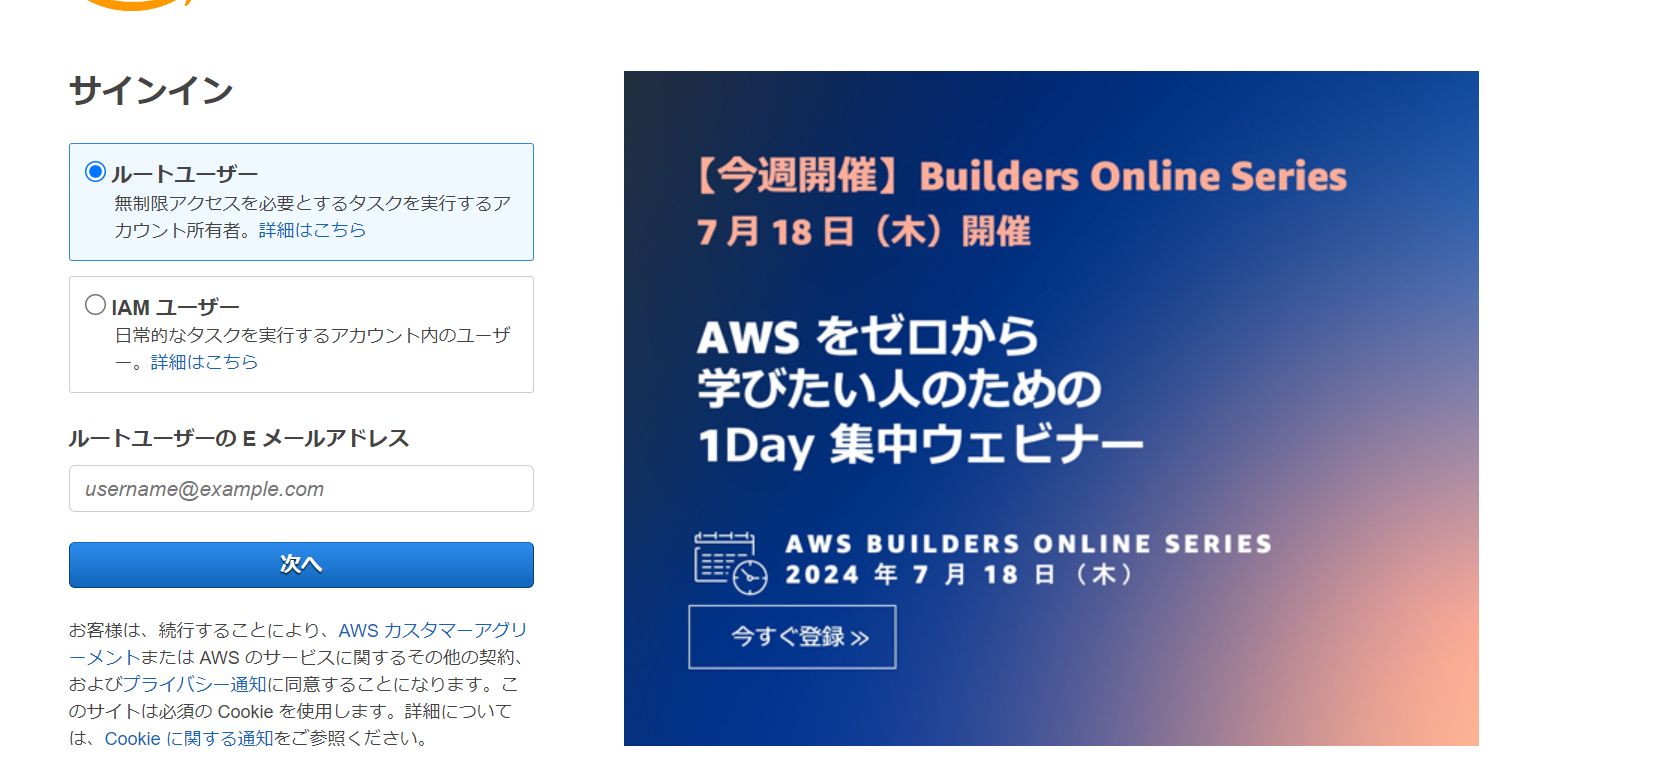 サインイン
ルートユーザー
無制限アクセスを必要とするタスクを実行するア
カウント所有者。詳細はこちら
IAM ユーザー
日常的なタスクを実行するアカウント内のユーザ
ー。詳細はこちら
ルートユーザーの E メールアドレス
username@example.com
次へ
お客様は、続行することにより、AWS カスタマーアグリ
ーメントまたは AWS のサービスに関するその他の契約、
およびプライバシー通知に同意することになります。こ
のサイトは必須の Cookie を使用します。詳細について
は、Cookie に関する通知をご参照ください。
【今週開催】Builders Online Series
7 月 18 日（木）開催
AWS をゼロから
学びたい人のための
1Day 集中ウェビナー
AWS BUILDERS ONLINE SERIES
2024 年 7 月 18 日（木）
今すぐ登録 »